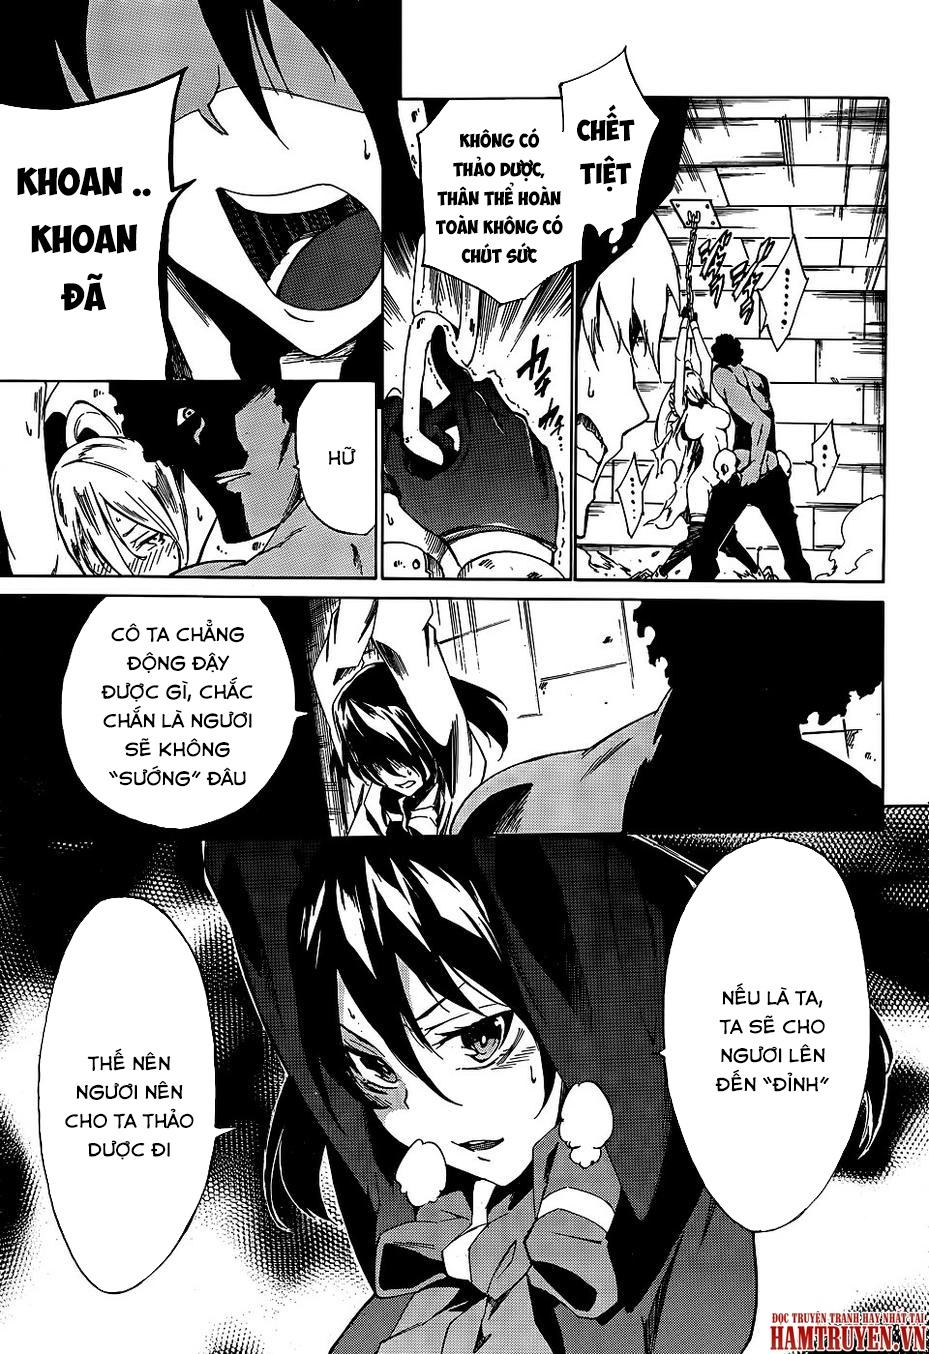 CHẾT
TIỆT
KHÔNG CÓ
THẢO DƯỢC,
THÂN THỂ HOÀN
TOÀN KHÔNG CÓ
CHÚT SỨC
KHOAN ..
KHOAN
ĐÃ
HỮ
CÔ TA CHẲNG
ĐỘNG ĐẬY
ĐƯỢC GÌ, CHẮC
CHẮN LÀ NGƯƠI
SẼ KHÔNG
"SƯỚNG" ĐÂU
NẾU LÀ TA,
TA SẼ CHO
NGƯƠI LÊN
ĐẾN "ĐỈNH"
THẾ NÊN
NGƯƠI NÊN
CHO TA THẢO
DƯỢC ĐI
ĐỌC TRUYỆN TRANH HAY NHẤT TẠI
HAMTRUYEN.VN